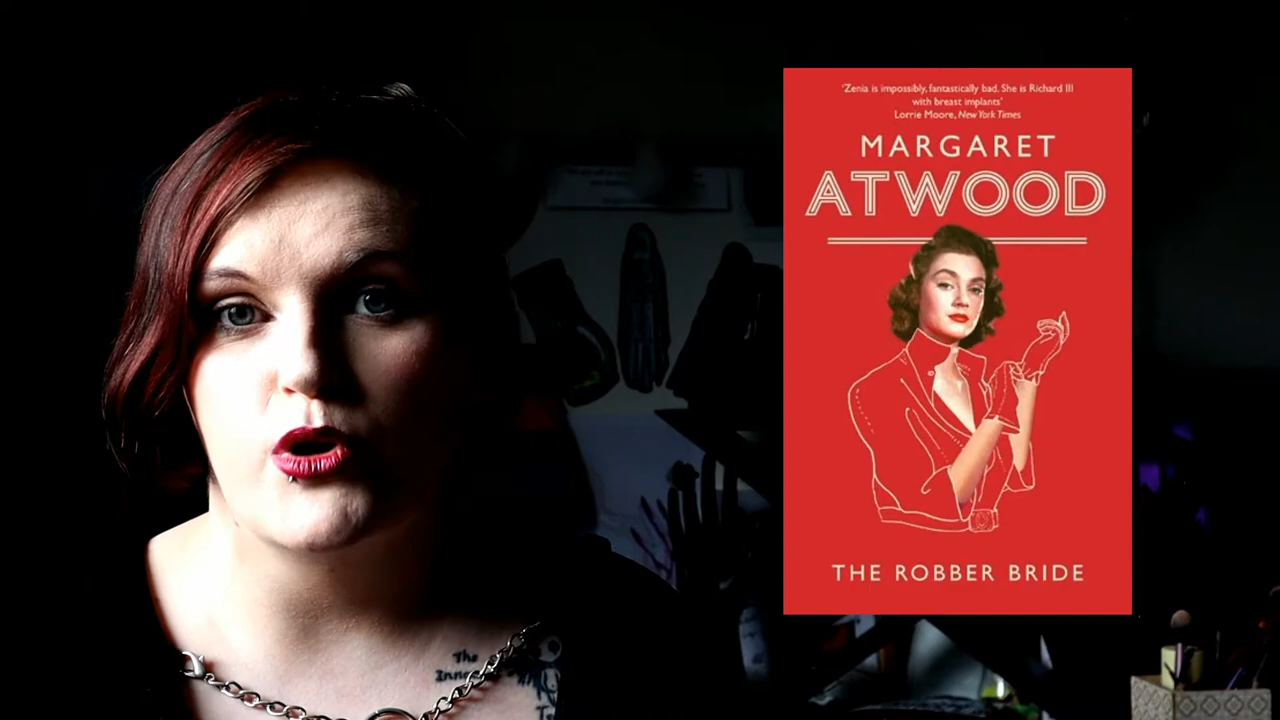 'Zenia is impossibly, fantastically bad. She is Richard III
with breast implants'
Lorrie Moore, New York Times
MARGARET
ATWOOD
THE ROBBER BRIDE
The